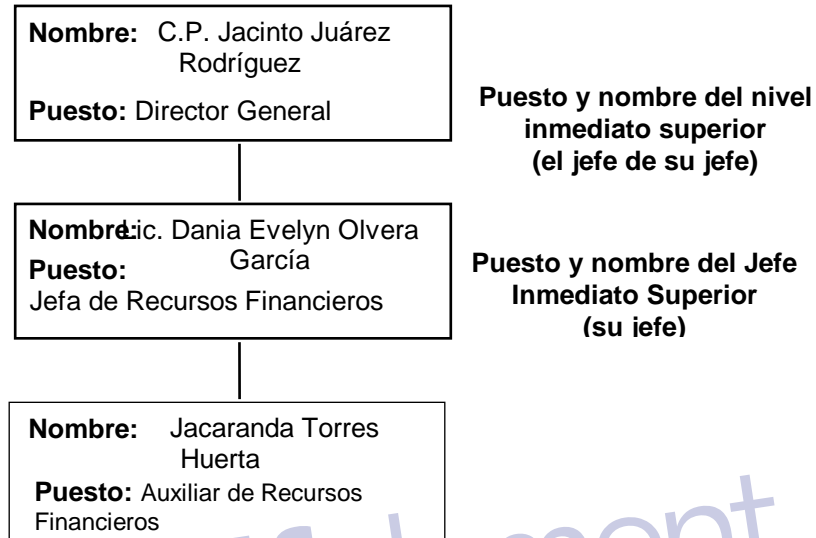 Nombre: C.P. Jacinto Juárez
Rodríguez
Puesto: Director General
Puesto y nombre del nivel
inmediato superior
(el jefe de su jefe)
Nombre: Lic. Dania Evelyn Olvera
García
Puesto:
Jefa de Recursos Financieros
Puesto y nombre del Jefe
Inmediato Superior
(su jefe)
Nombre: Jacaranda Torres
Huerta
Puesto: Auxiliar de Recursos
Financieros